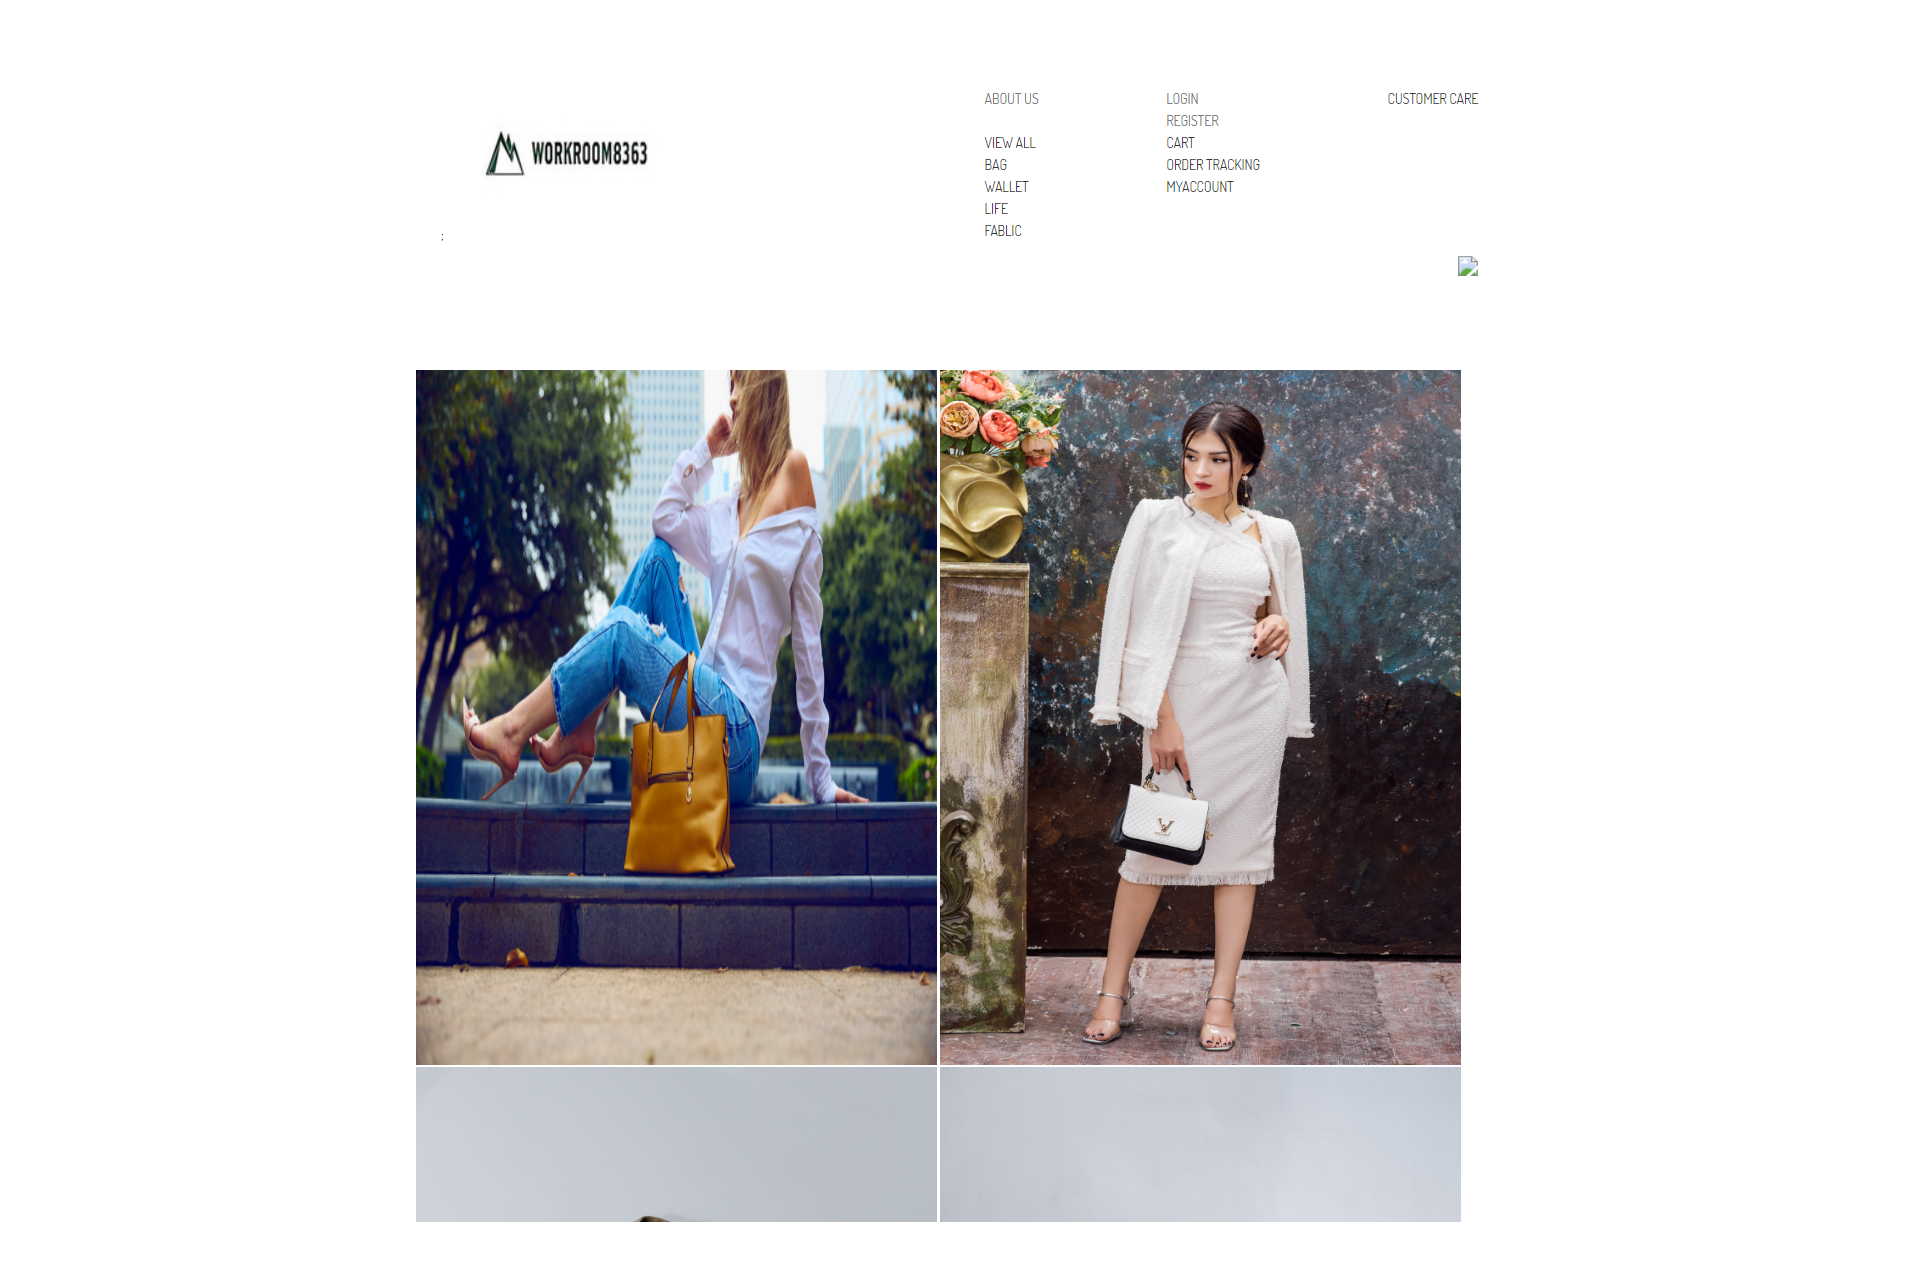 WORKROOM8363
;
ABOUT US
VIEW ALL
BAG
WALLET
LIFE
FABLIC
LOGIN
REGISTER
CART
ORDER TRACKING
MYACCOUNT
CUSTOMER CARE